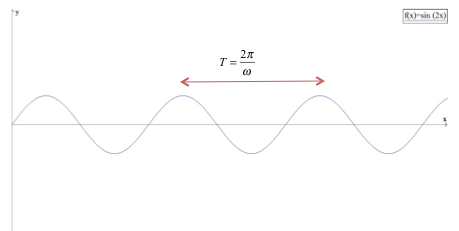 y
f(x)=sin (2x)
T = 2π/ω
x